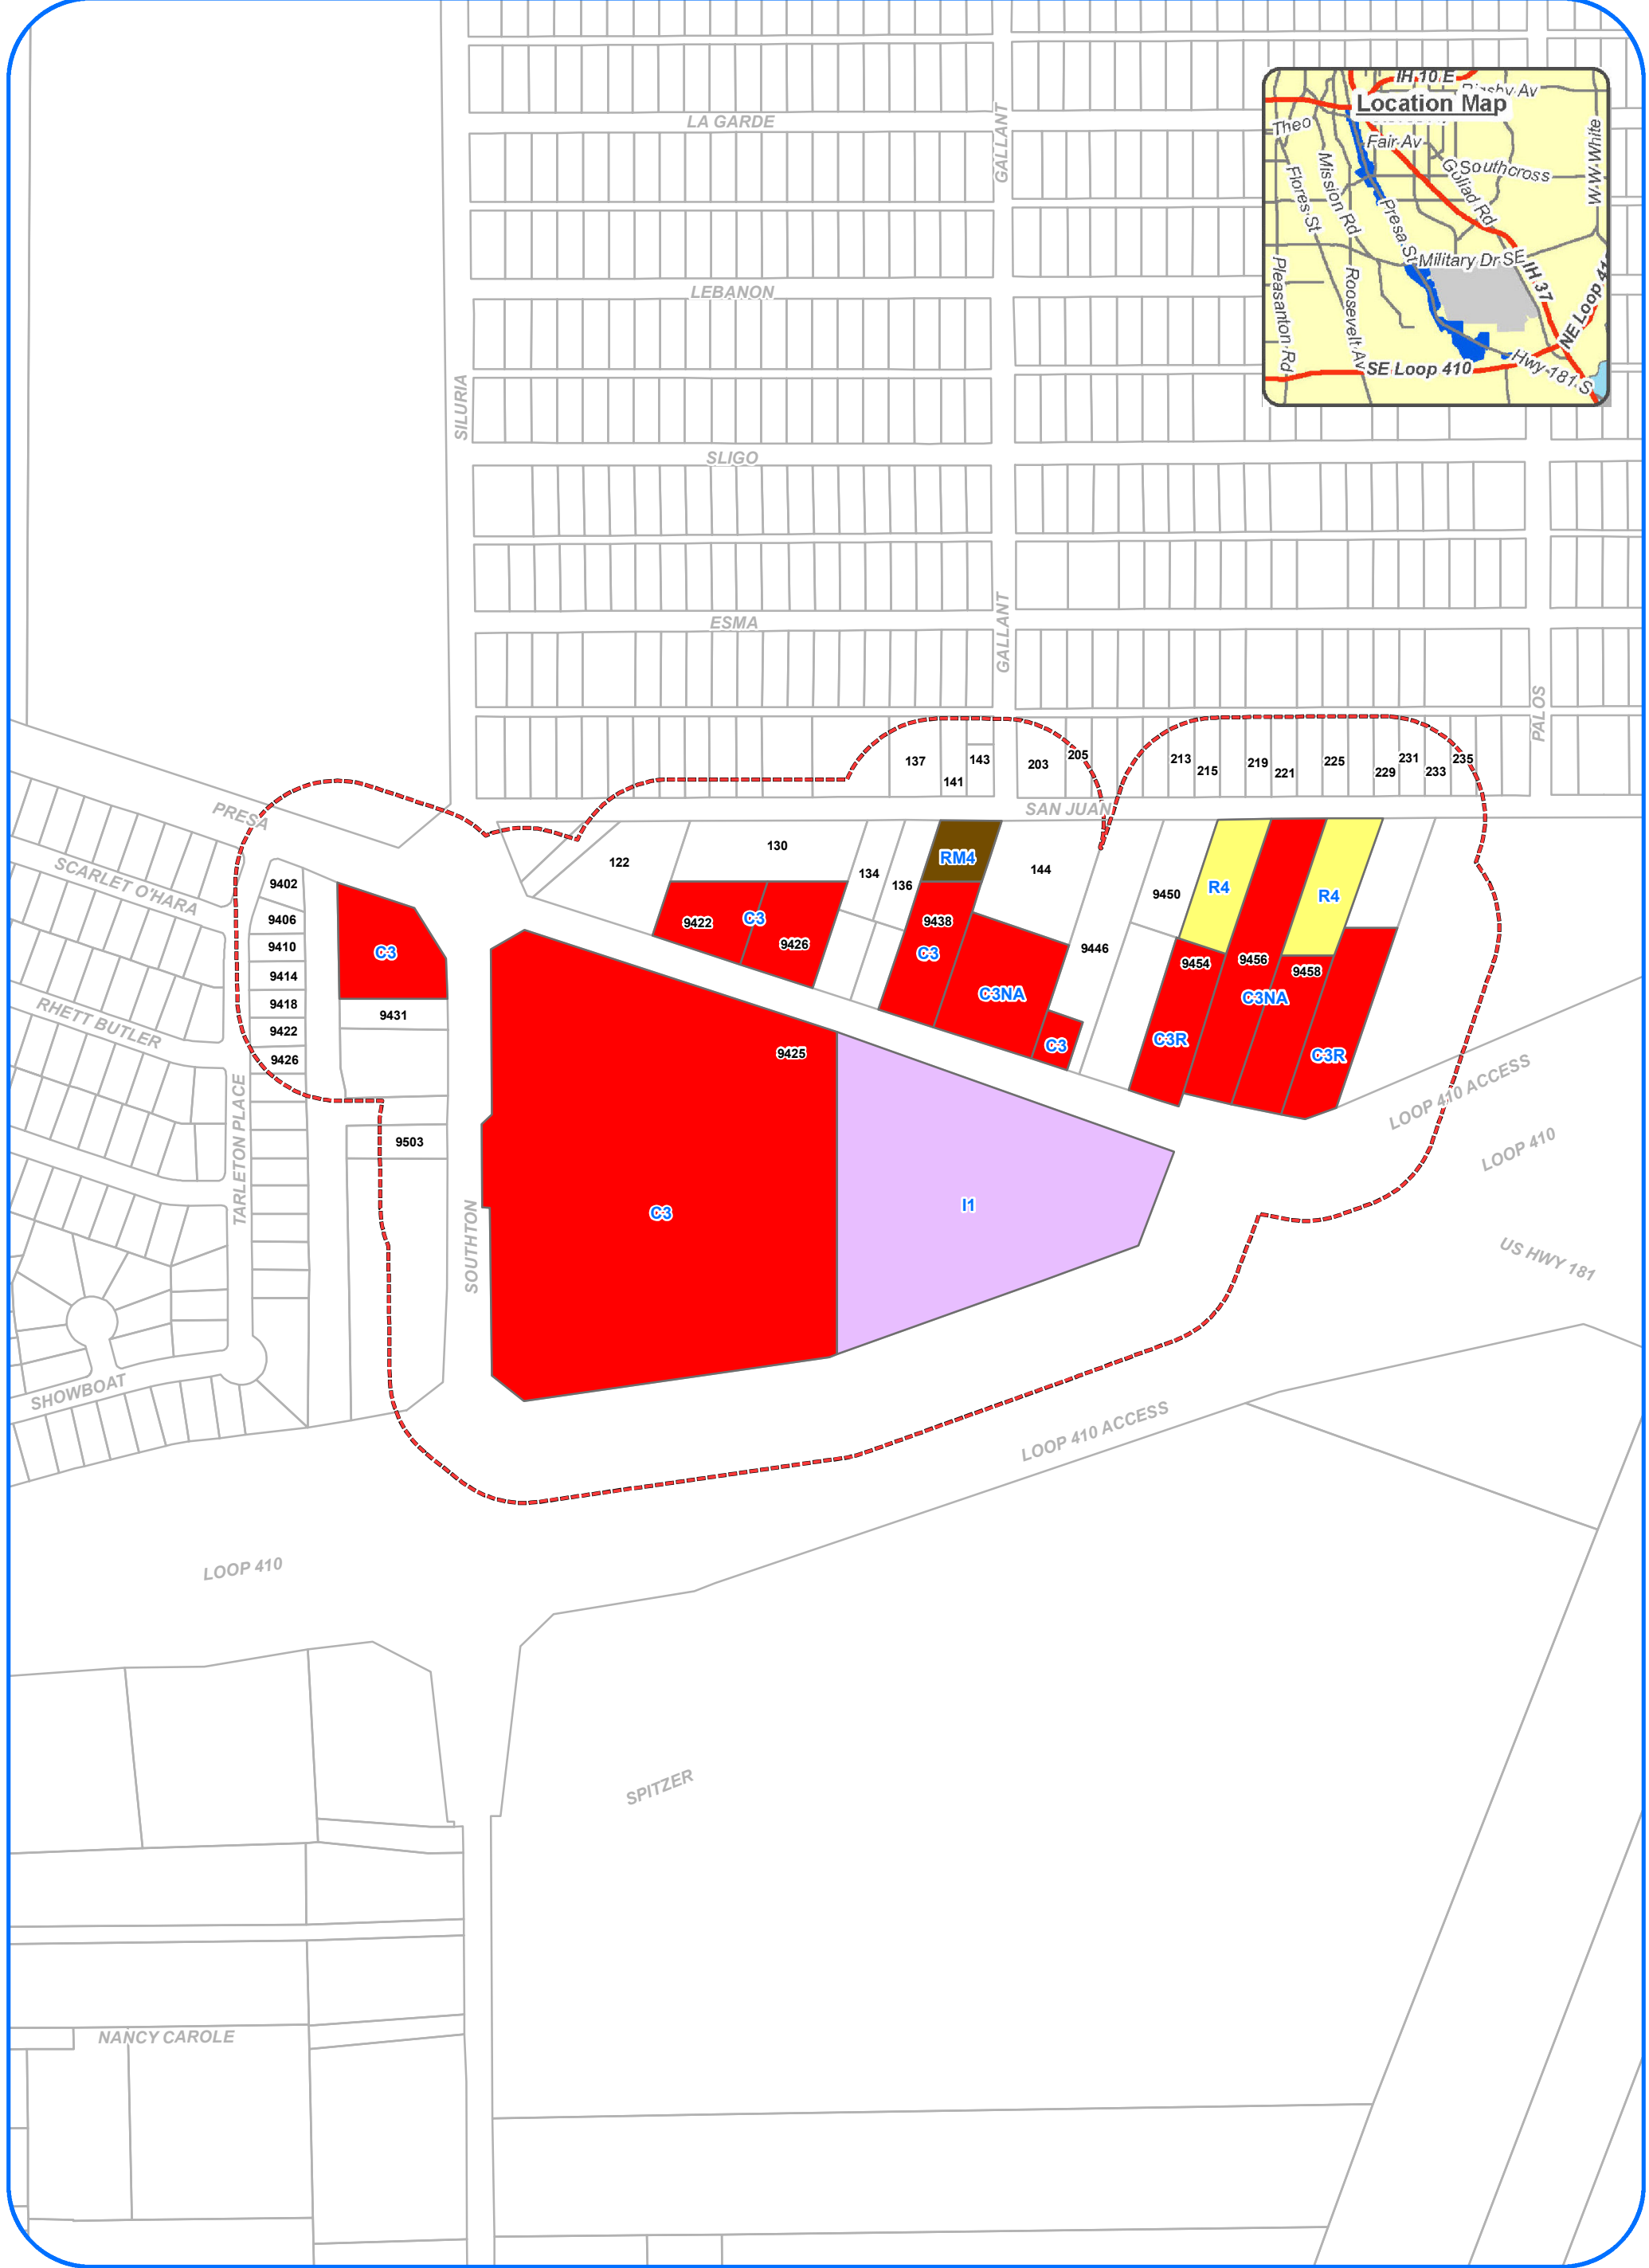 LA GARDE
GALLANT
LEBANON
SILURIA
SLIGO
ESMA
GALLANT
PALOS
Location Map
IH 10 E
Rigsby Av
Theo
Fair Av
Southcross
W.W.White
Goliad Rd
Mission Rd
Flores St
Presa St
Military Dr SE
IH 37
Pleasanton Rd
Roosevelt Av
NE Loop 410
SE Loop 410
Hwy 181 S
137
141
143
203
205
213
215
219
221
225
229
231
233
235
SAN JUAN
PRESA
SCARLET O'HARA
RHETT BUTLER
TARLETON PLACE
SHOWBOAT
122
130
134
136
RM4
144
9450
R4
R4
9402
9406
9410
9414
9418
9422
9426
C3
9431
9503
9422
C3
9426
9438
C3
C3NA
C3
9446
9454
C3R
9456
C3NA
9458
C3R
9425
C3
I1
SOUTHTON
LOOP 410 ACCESS
LOOP 410
US HWY 181
LOOP 410 ACCESS
LOOP 410
SPITZER
NANCY CAROLE